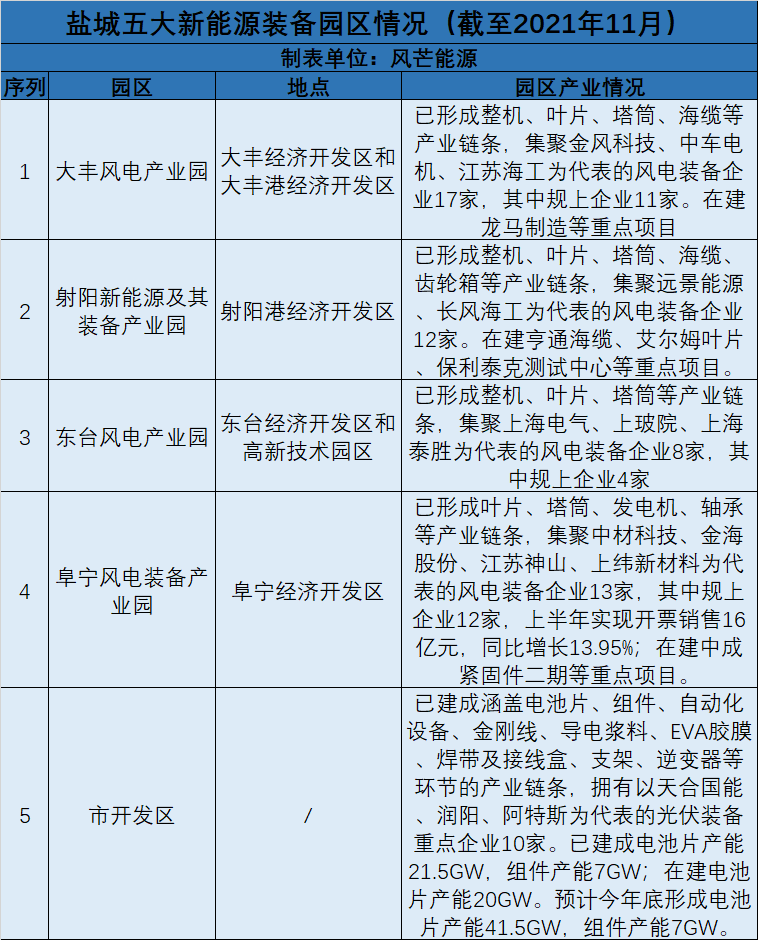 盐城五大新能源装备园区情况（截至2021年11月）
制表单位：风芒能源
序列 园区 地点 园区产业情况
1
大丰风电产业园
大丰经济开发区和
大丰港经济开发区
已形成整机、叶片、塔筒、海缆等
产业链条，集聚金风科技、中车电
机、江苏海工为代表的风电装备企
业17家，其中规上企业11家。在建
龙马制造等重点项目
2
射阳新能源及其
装备产业园
射阳港经济开发区
已形成整机、叶片、塔筒、海缆、
齿轮箱等产业链条，集聚远景能源
、长风海工为代表的风电装备企业
12家。在建亨通海缆、艾尔姆叶片
、保利泰克测试中心等重点项目。
3
东台风电产业园
东台经济开发区和
高新技术园区
已形成整机、叶片、塔筒等产业链
条，集聚上海电气、上玻院、上海
泰胜为代表的风电装备企业8家，其
中规上企业4家
4
阜宁风电装备产
业园
阜宁经济开发区
已形成叶片、塔筒、发电机、轴承
等产业链条，集聚中材科技、金海
股份、江苏神山、上纬新材料为代
表的风电装备企业13家，其中规上
企业12家，上半年实现开票销售16
亿元，同比增长13.95%；在建中成
紧固件二期等重点项目。
5
市开发区
/
已建成涵盖电池片、组件、自动化
设备、金刚线、导电浆料、EVA胶膜
、焊带及接线盒、支架、逆变器等
环节的产业链条，拥有以天合国能
、润阳、阿特斯为代表的光伏装备
重点企业10家。已建成电池片产能
21.5GW，组件产能7GW；在建电池
片产能20GW。预计今年底形成电池
片产能41.5GW，组件产能7GW。